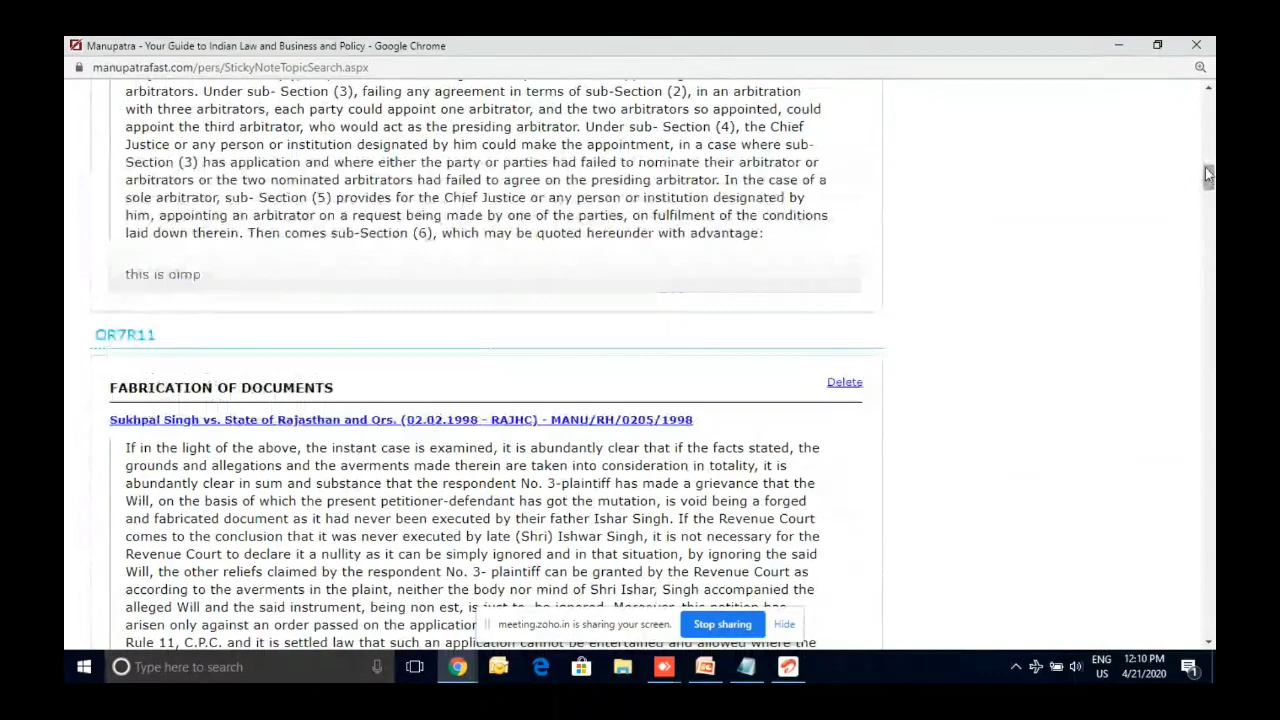 Manupatra - Your Guide to Indian Law and Business and Policy - Google Chrome
manupatrafast.com/pers/StickyNoteTopicSearch.aspx
arbitrators. Under sub- Section (3), failing any agreement in terms of sub-Section (2), in an arbitration
with three arbitrators, each party could appoint one arbitrator, and the two arbitrators so appointed, could
appoint the third arbitrator, who would act as the presiding arbitrator. Under sub- Section (4), the Chief
Justice or any person or institution designated by him could make the appointment, in a case where sub-
Section (3) has application and where either the party or parties had failed to nominate their arbitrator or
arbitrators or the two nominated arbitrators had failed to agree on the presiding arbitrator. In the case of a
sole arbitrator, sub- Section (5) provides for the Chief Justice or any person or institution designated by
him, appointing an arbitrator on a request being made by one of the parties, on fulfilment of the conditions
laid down therein. Then comes sub-Section (6), which may be quoted hereunder with advantage:
this is oimp
OR7R11
FABRICATION OF DOCUMENTS
Delete
Sukhpal Singh vs. State of Rajasthan and Ors. (02.02.1998 - RAJHC) - MANU/RH/0205/1998
If in the light of the above, the instant case is examined, it is abundantly clear that if the facts stated, the
grounds and allegations and the averments made therein are taken into consideration in totality, it is
abundantly clear in sum and substance that the respondent No. 3-plaintiff has made a grievance that the
Will, on the basis of which the present petitioner-defendant has got the mutation, is void being a forged
and fabricated document as it had never been executed by their father Ishar Singh. If the Revenue Court
comes to the conclusion that it was never executed by late (Shri) Ishwar Singh, it is not necessary for the
Revenue Court to declare it a nullity as it can be simply ignored and in that situation, by ignoring the said
Will, the other reliefs claimed by the respondent No. 3- plaintiff can be granted by the Revenue Court as
according to the averments in the plaint, neither the body nor mind of Shri Ishar, Singh accompanied the
alleged Will and the said instrument, being non est, is just to be ignored. Moreover, this petition has
arisen only against an order passed on the application
Rule 11, C.P.C. and it is settled law that such an application cannot be entertained and allowed where the
meeting.zoho.in is sharing your screen.
Stop sharing
Hide
Type here to search
ENG
US
12:10 PM
4/21/2020
1